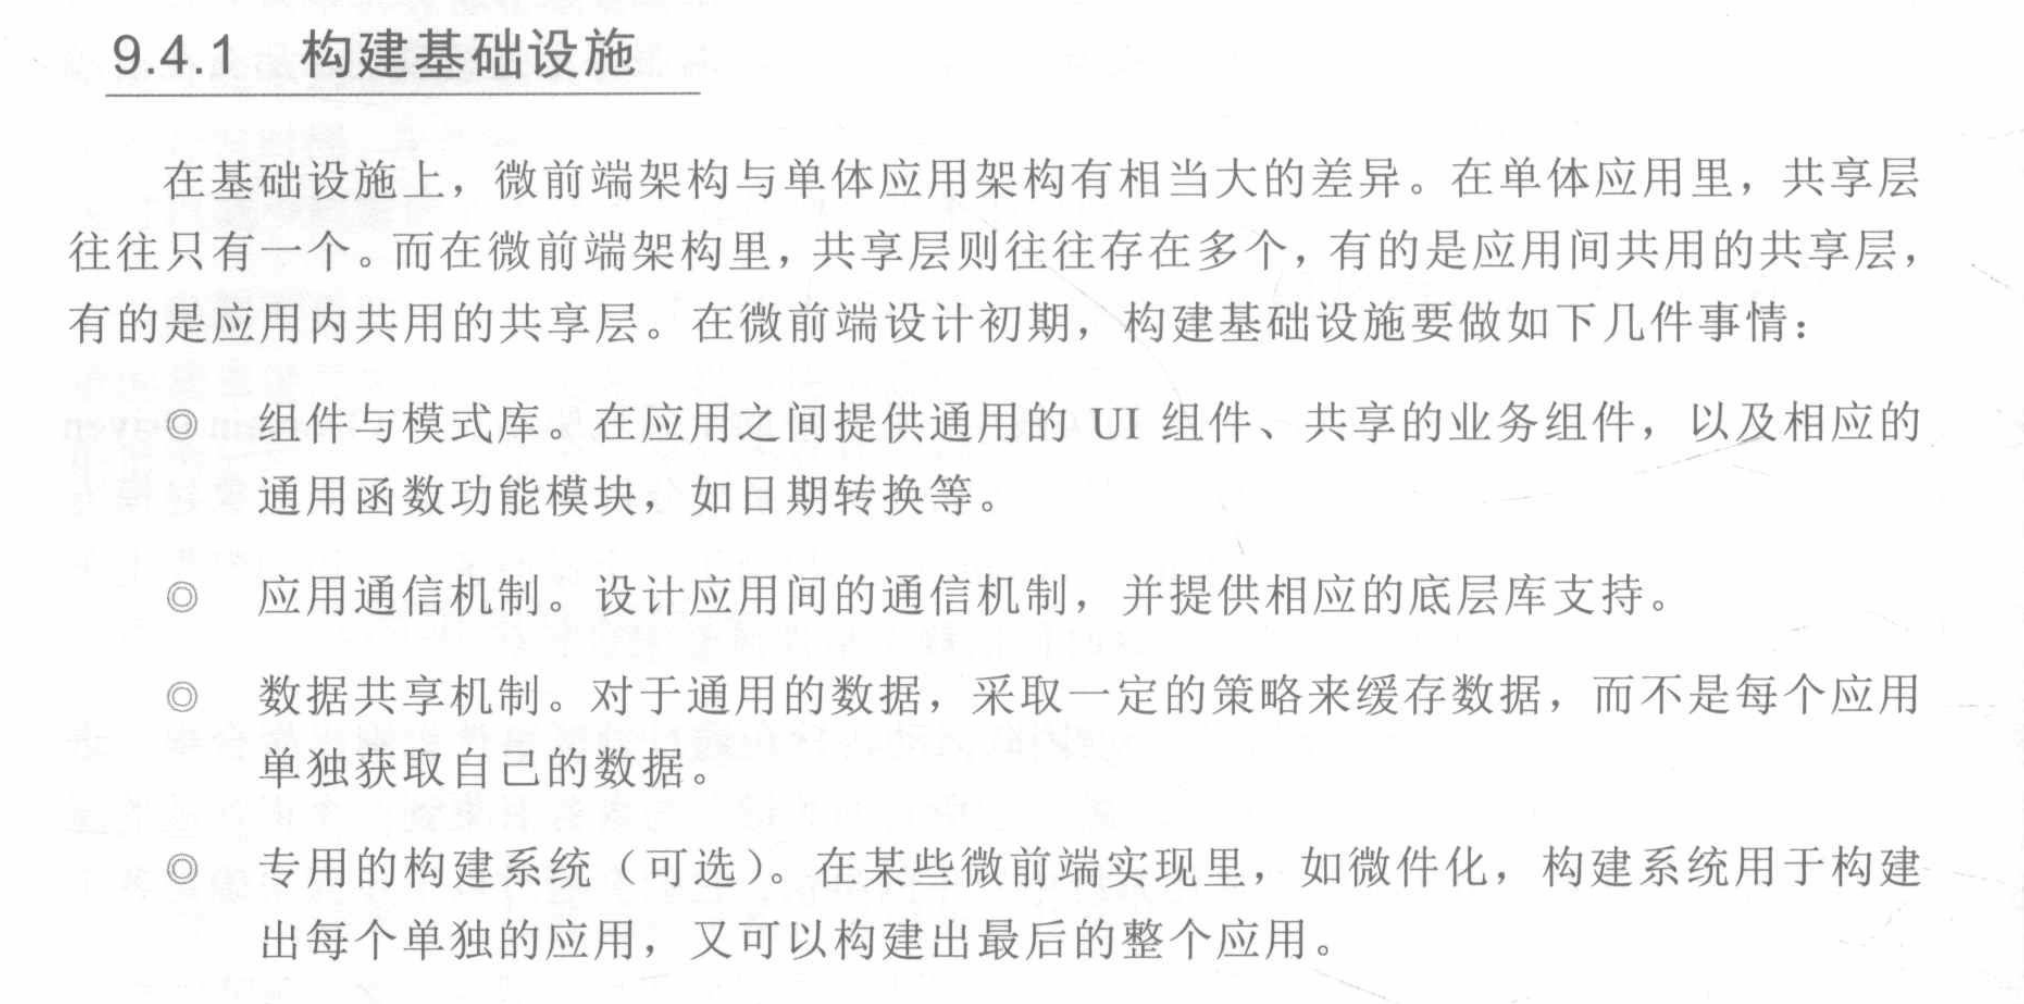 9.4.1 构建基础设施
在基础设施上，微前端架构与单体应用架构有相当大的差异。在单体应用里，共享层
往往只有一个。而在微前端架构里，共享层则往往存在多个，有的是应用间共用的共享层，
有的是应用内共用的共享层。在微前端设计初期，构建基础设施要做如下几件事情：
◎ 组件与模式库。在应用之间提供通用的 UI 组件、共享的业务组件，以及相应的
通用函数功能模块，如日期转换等。
◎ 应用通信机制。设计应用间的通信机制，并提供相应的底层库支持。
◎ 数据共享机制。对于通用的数据，采取一定的策略来缓存数据，而不是每个应用
单独获取自己的数据。
◎ 专用的构建系统（可选）。在某些微前端实现里，如微件化，构建系统用于构建
出每个单独的应用，又可以构建出最后的整个应用。